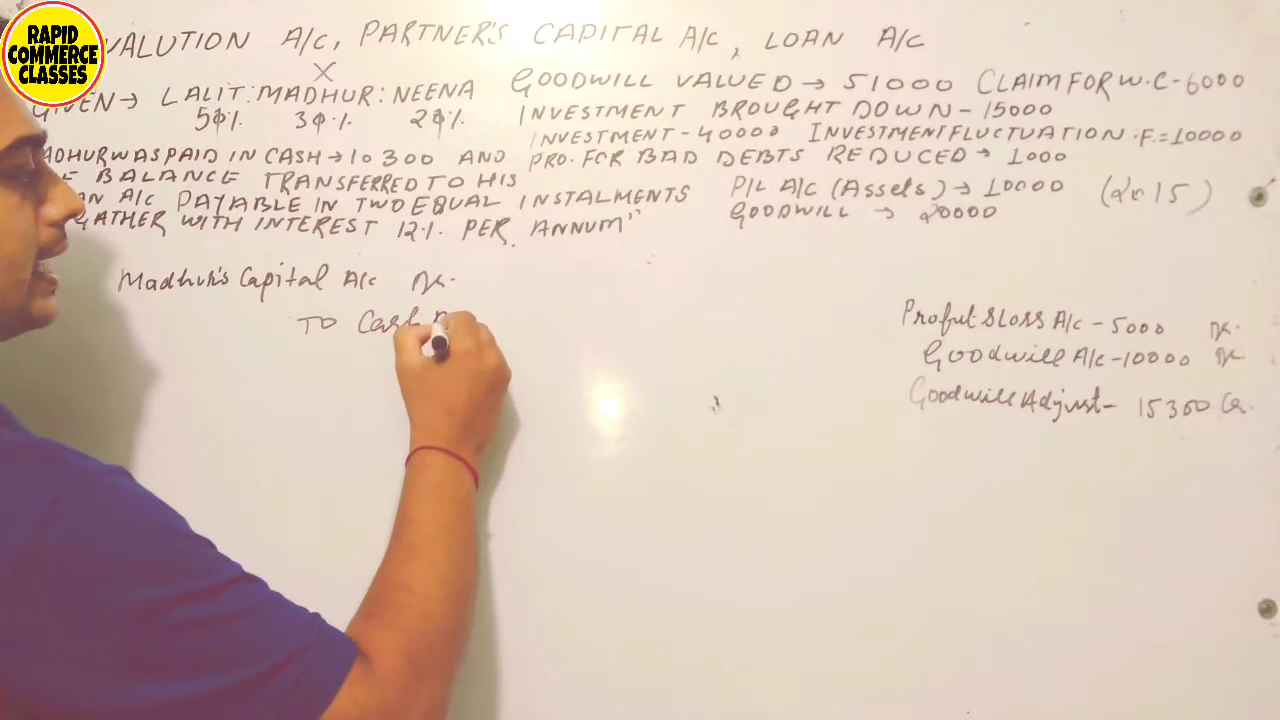 RAPID
COMMERCE
CLASSES
VALUTION A/C, PARTNER'S CAPITAL A/C, LOAN A/C
X
GIVEN → LALIT: MADHUR: NEENA GOODWILL VALUED → 51000 CLAIM FOR W.C - 6000
50% 30% 20% INVESTMENT BROUGHT DOWN - 15000
INVESTMENT - 40000 INVESTMENT FLUCTUATION.F.= 10000
ADHUR WAS PAID IN CASH → 10300 AND PRO. FOR BAD DEBTS REDUCED → 1000
E BALANCE TRANSFERRED TO HIS
AN A/C PAYABLE IN TWO EQUAL INSTALMENTS P/L A/C (Assets) → 10000 (2015)
GATHER WITH INTEREST 12% PER ANNUM" GOODWILL → 20000
Madhur's Capital A/c Dr.
TO Cash
Profit & Loss A/c - 5000 Dr.
Goodwill A/c - 10000 Dr
Goodwill Adjust - 15300 Cr.